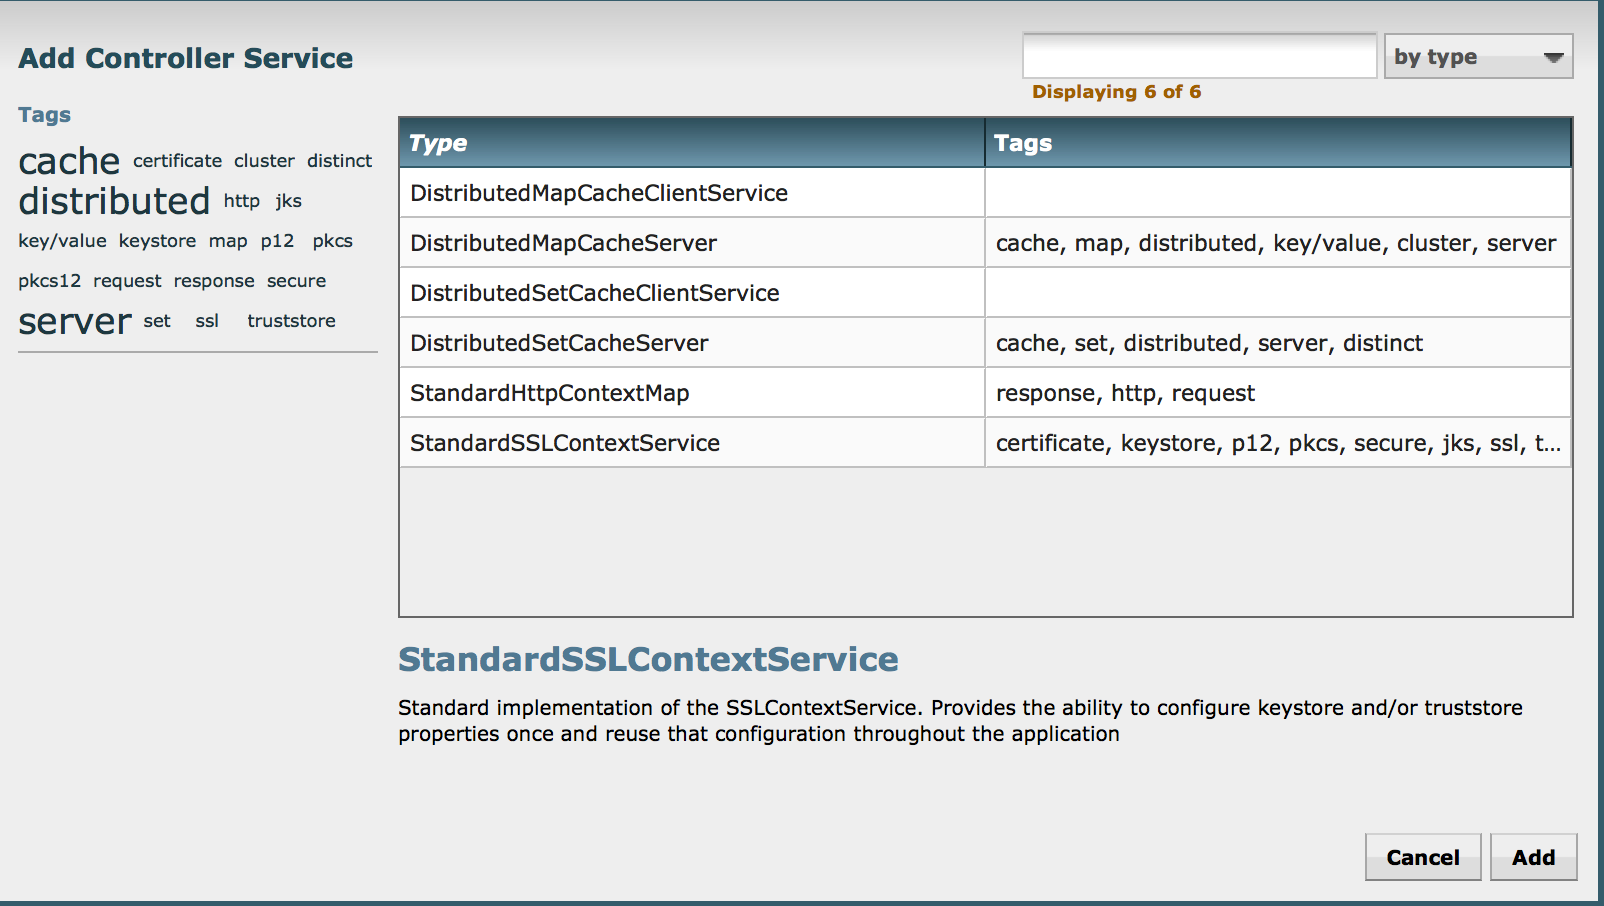 Add Controller Service
by type
Displaying 6 of 6
Tags
cache certificate cluster distinct
distributed http jks
key/value keystore map p12 pkcs
pkcs12 request response secure
server set ssl truststore
Type Tags
DistributedMapCacheClientService
DistributedMapCacheServer cache, map, distributed, key/value, cluster, server
DistributedSetCacheClientService
DistributedSetCacheServer cache, set, distributed, server, distinct
StandardHttpContextMap response, http, request
StandardSSLContextService certificate, keystore, p12, pkcs, secure, jks, ssl, t...
StandardSSLContextService
Standard implementation of the SSLContextService. Provides the ability to configure keystore and/or truststore
properties once and reuse that configuration throughout the application
Cancel Add